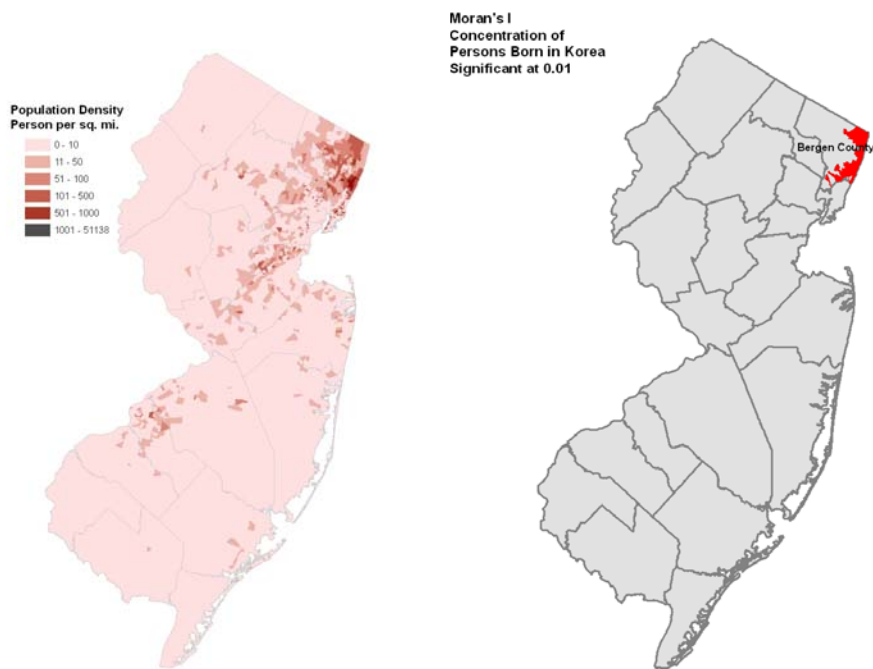 Moran's I
Concentration of
Persons Born in Korea
Significant at 0.01
Population Density
Person per sq. mi.
0 - 10
11 - 50
51 - 100
101 - 500
501 - 1000
1001 - 51138
Bergen County